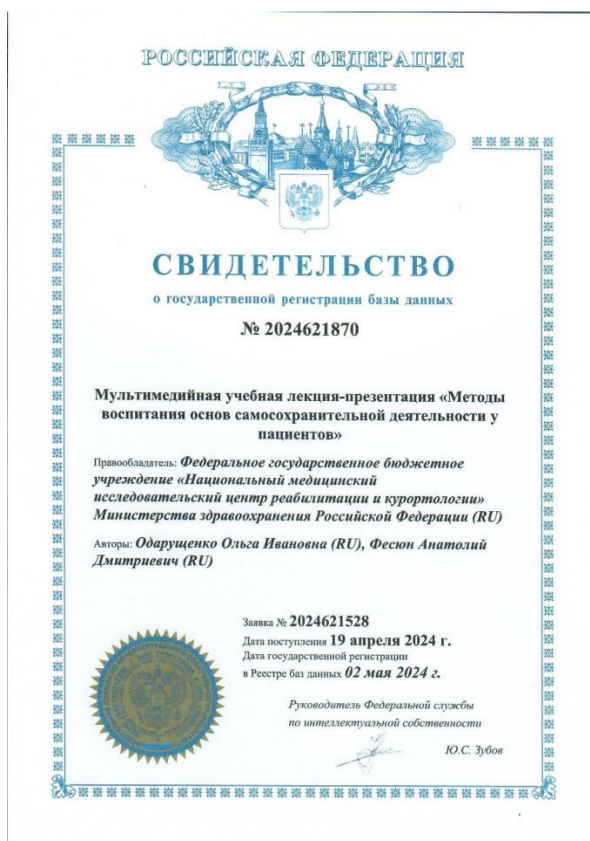 РОССИЙСКАЯ ФЕДЕРАЦИЯ
СВИДЕТЕЛЬСТВО
о государственной регистрации базы данных
№ 2024621870
Мультимедийная учебная лекция-презентация «Методы
воспитания основ самосохранительной деятельности у
пациентов»
Правообладатель: Федеральное государственное бюджетное
учреждение «Национальный медицинский
исследовательский центр реабилитации и курортологии»
Министерства здравоохранения Российской Федерации (RU)
Авторы: Одарущенко Ольга Ивановна (RU), Фесюн Анатолий
Дмитриевич (RU)
Заявка № 2024621528
Дата поступления 19 апреля 2024 г.
Дата государственной регистрации
в Реестре баз данных 02 мая 2024 г.
Руководитель Федеральной службы
по интеллектуальной собственности
Ю.С. Зубов